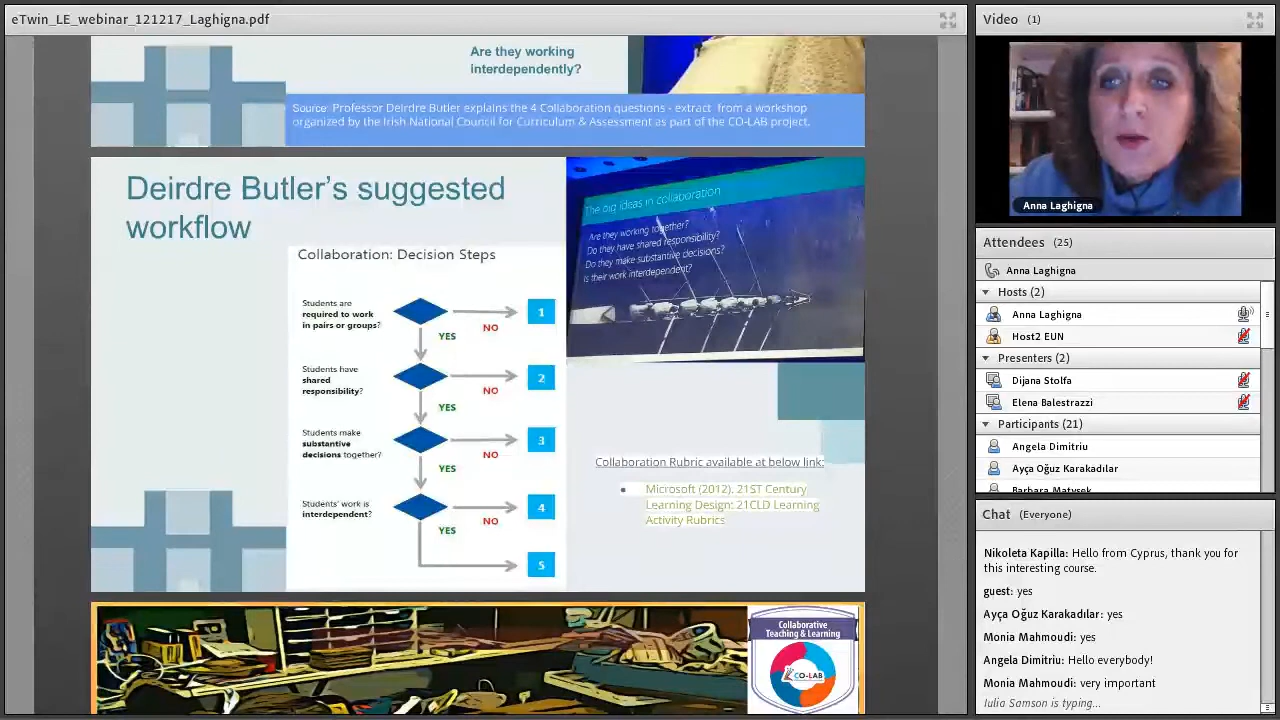 eTwin_LE_webinar_121217_Laghigna.pdf
Are they working
interdependently?
Source: Professor Deirdre Butler explains the 4 Collaboration questions - extract from a workshop
organized by the Irish National Council for Curriculum & Assessment as part of the CO-LAB project.
Deirdre Butler’s suggested
workflow
Collaboration: Decision Steps
Students are
required to work
in pairs or groups?
YES
NO
1
Students have
shared
responsibility?
YES
NO
2
Students make
substantive
decisions together?
YES
NO
3
Students' work is
interdependent?
YES
NO
4
5
The big ideas in collaboration
Are they working together?
Do they have shared responsibility?
Do they make substantive decisions?
Is their work interdependent?
Collaboration Rubric available at below link:
Microsoft (2012). 21ST Century
Learning Design: 21CLD Learning
Activity Rubrics
Collaborative
Teaching & Learning
CO-LAB
Video (1)
Anna Laghigna
Attendees (25)
Anna Laghigna
Hosts (2)
Anna Laghigna
Host2 EUN
Presenters (2)
Dijana Stolfa
Elena Balestrazzi
Participants (21)
Angela Dimitriu
Ayça Oğuz Karakadılar
Barbara Matysek
Chat (Everyone)
Nikoleta Kapilla: Hello from Cyprus, thank you for
this interesting course.
guest: yes
Ayça Oğuz Karakadılar: yes
Monia Mahmoudi: yes
Angela Dimitriu: Hello everybody!
Monia Mahmoudi: very important
Iulia Samson is typing...